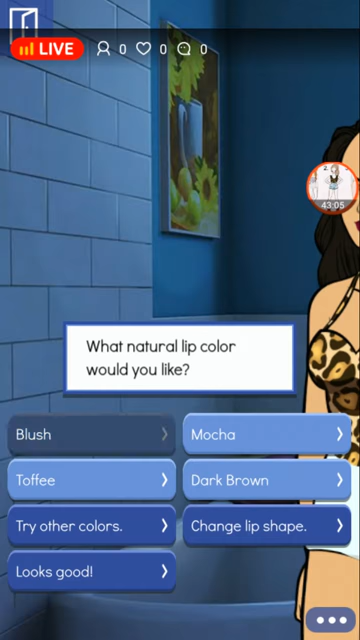 LIVE 0 0 0
43:05
What natural lip color
would you like?
Blush
Mocha
Toffee
Dark Brown
Try other colors.
Change lip shape.
Looks good!